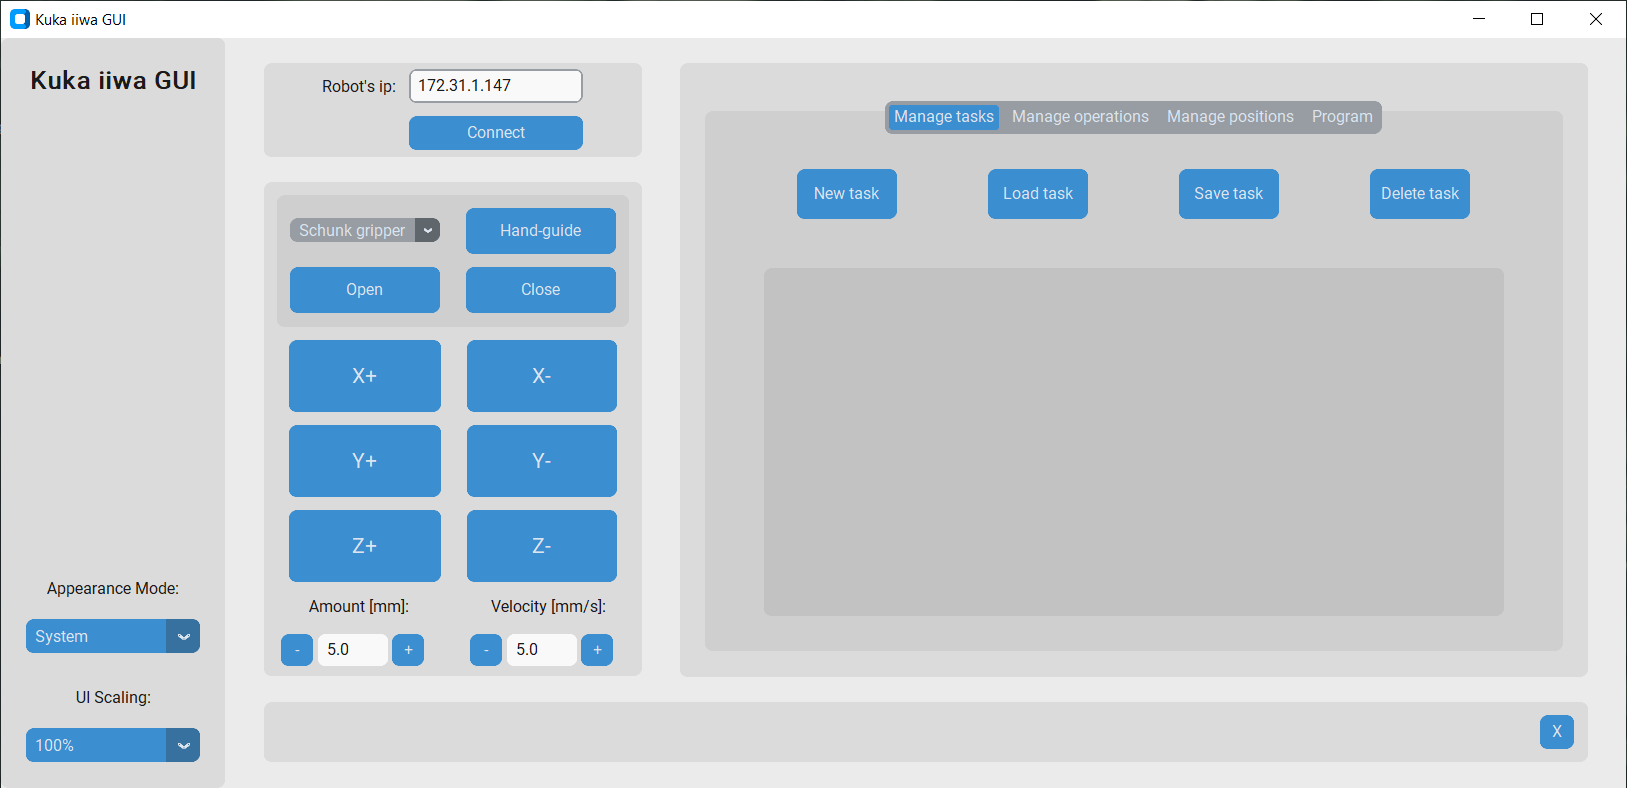 Kuka iiwa GUI
Kuka iiwa GUI
Appearance Mode:
System
UI Scaling:
100%
Robot's ip: 172.31.1.147
Connect
Schunk gripper Hand-guide
Open Close
X+ X-
Y+ Y-
Z+ Z-
Amount [mm]: Velocity [mm/s]:
- 5.0 + - 5.0 +
Manage tasks Manage operations Manage positions Program
New task Load task Save task Delete task
X